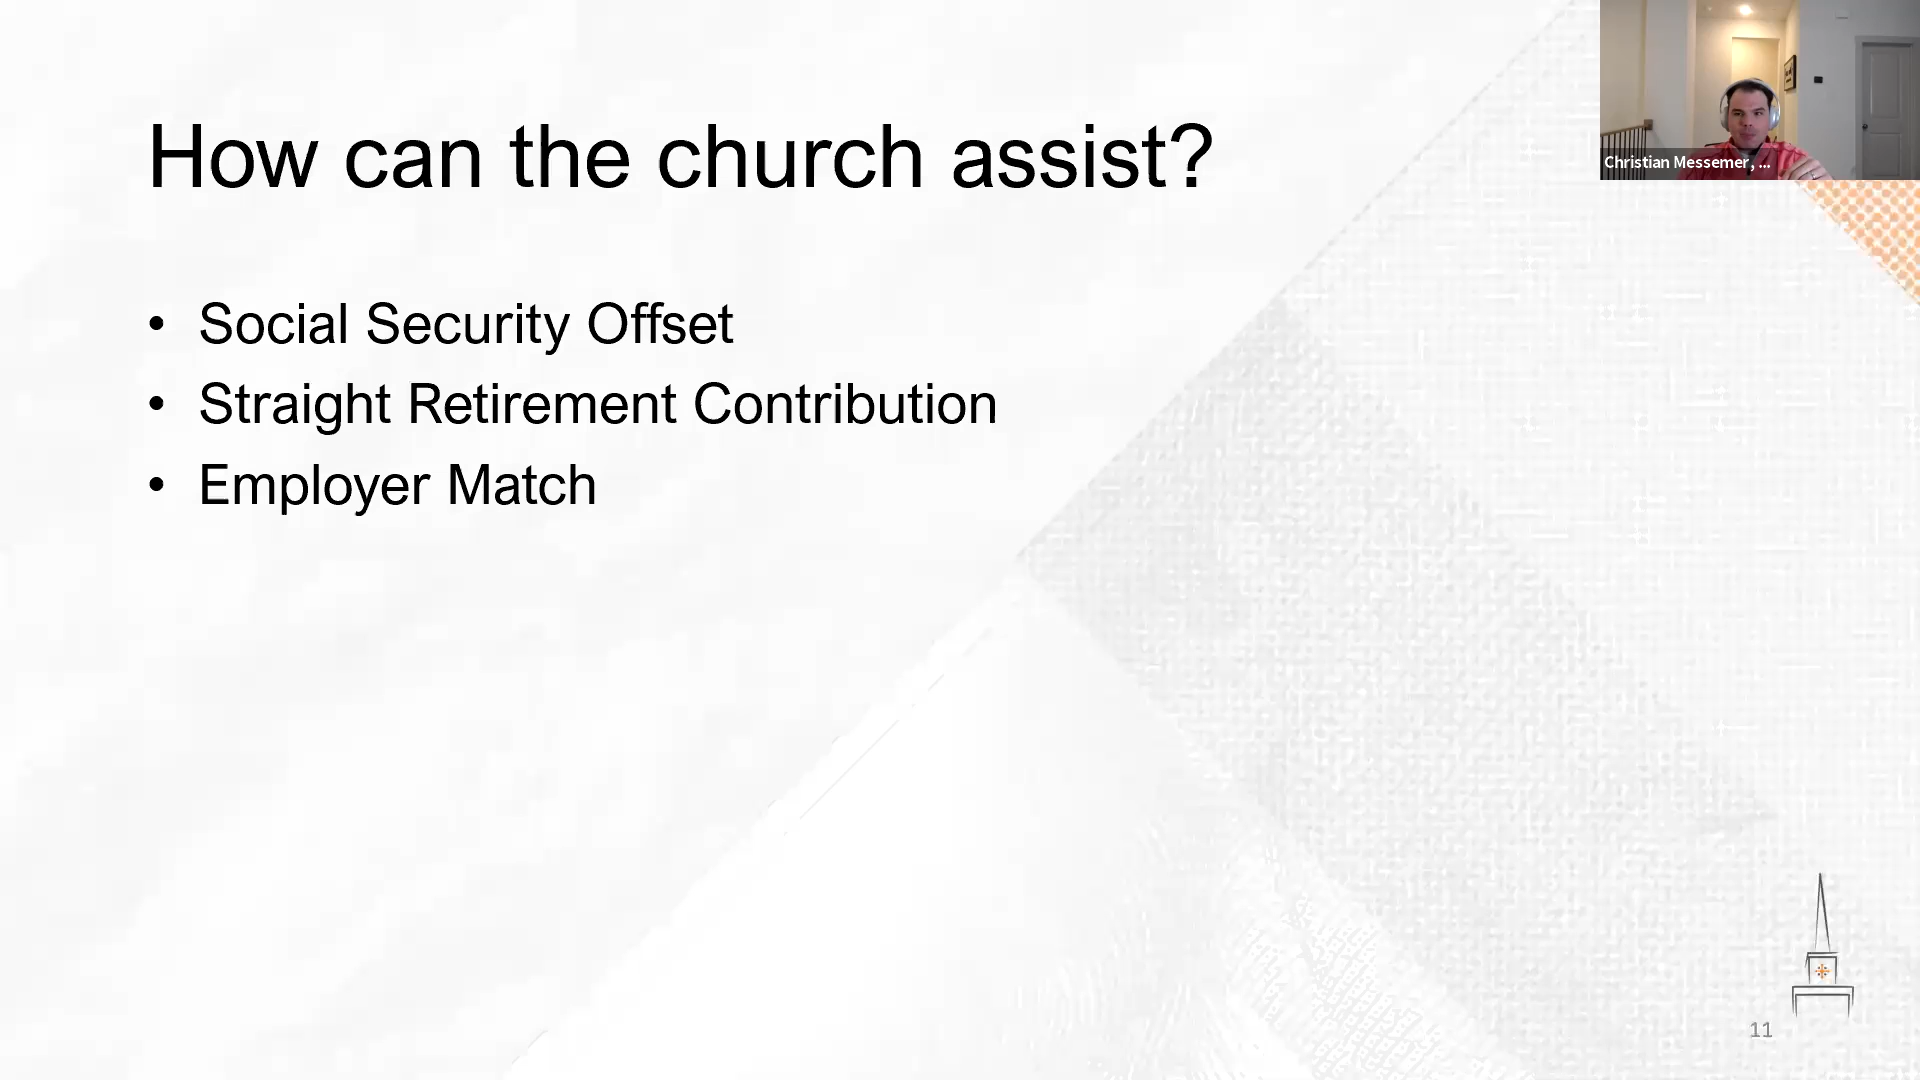 How can the church assist?
• Social Security Offset
• Straight Retirement Contribution
• Employer Match
Christian Messemer, ...
11